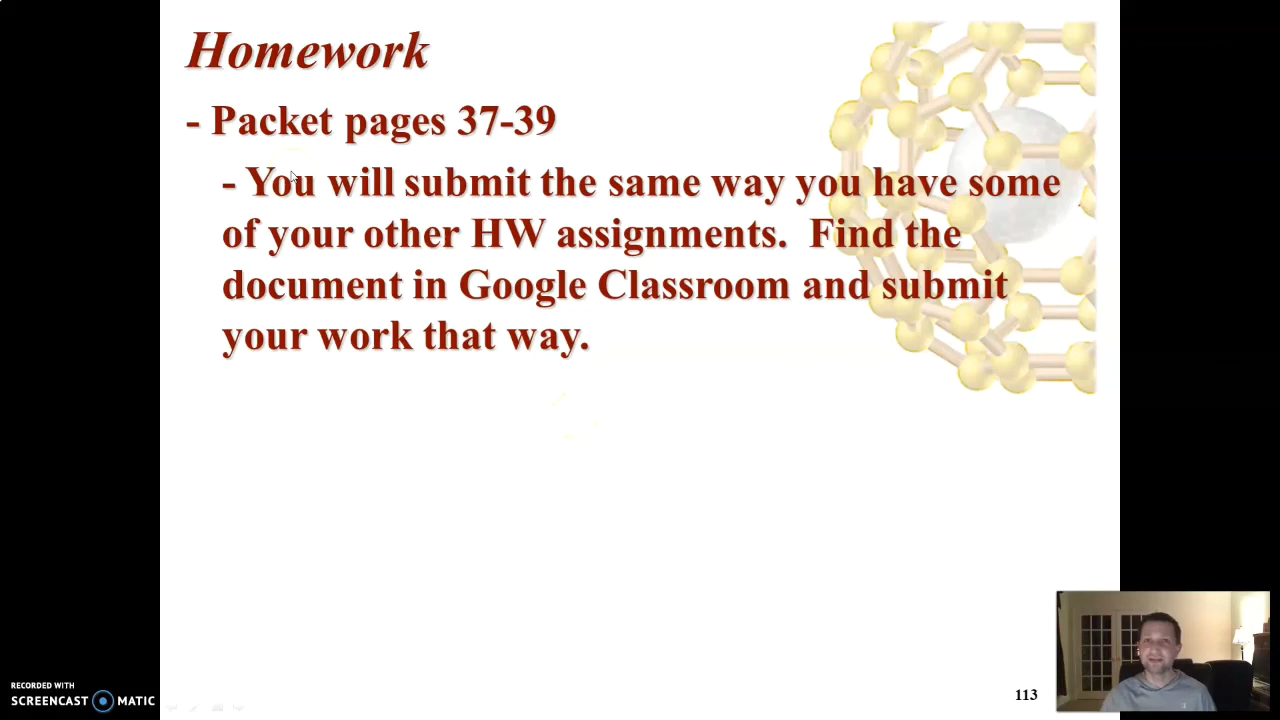 Homework
- Packet pages 37-39
- You will submit the same way you have some
of your other HW assignments.  Find the
document in Google Classroom and submit
your work that way.
113
RECORDED WITH
SCREENCAST MATIC